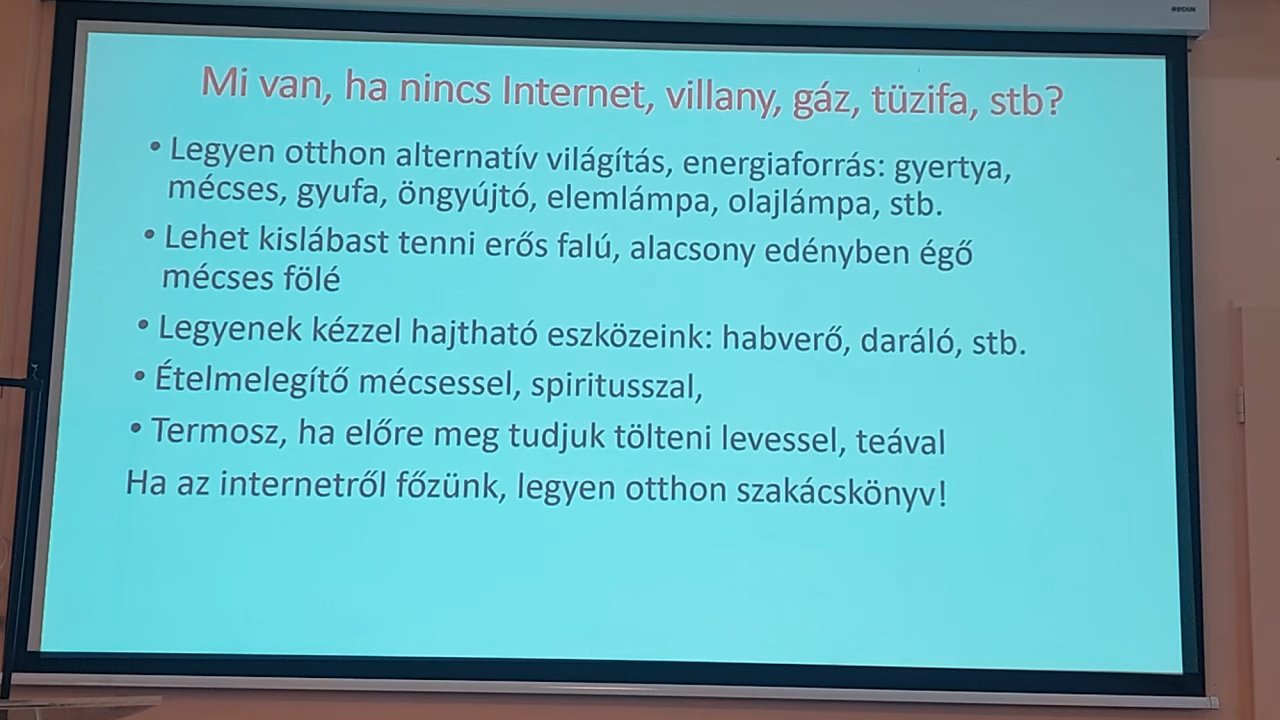 Mi van, ha nincs Internet, villany, gáz, tüzifa, stb?
• Legyen otthon alternatív világítás, energiaforrás: gyertya,
mécses, gyufa, öngyújtó, elemlámpa, olajlámpa, stb.
• Lehet kislábast tenni erős falú, alacsony edényben égő
mécses fölé
• Legyenek kézzel hajtható eszközeink: habverő, daráló, stb.
• Ételmelegítő mécsessel, spiritusszal,
• Termosz, ha előre meg tudjuk tölteni levessel, teával
Ha az internetről főzünk, legyen otthon szakácskönyv!